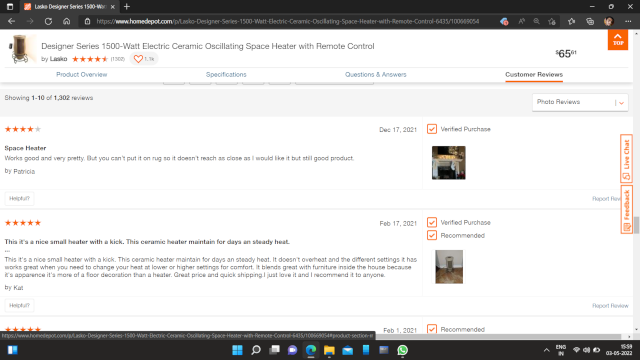 Lasko Designer Series 1500-Watt
https://www.homedepot.com/p/Lasko-Designer-Series-1500-Watt-Electric-Ceramic-Oscillating-Space-Heater-with-Remote-Control-6435/100669054
Designer Series 1500-Watt Electric Ceramic Oscillating Space Heater with Remote Control
by Lasko (1302) 1.1k
$6561
TOP
Product Overview
Specifications
Questions & Answers
Customer Reviews
Showing 1-10 of 1,302 reviews
Photo Reviews
Dec 17, 2021
Verified Purchase
Space Heater
Works good and very pretty. But you can't put it on rug so it doesn't reach as close as I would like it but still good product.
by Patricia
Helpful?
Report Review
Live Chat
Feedback
Feb 17, 2021
Verified Purchase
Recommended
This it's a nice small heater with a kick. This ceramic heater maintain for days an steady heat.
...
This it's a nice small heater with a kick. This ceramic heater maintain for days an steady heat. It doesn't overheat and the different settings it has
works great when you need to change your heat at lower or higher settings for comfort. It blends great with furniture inside the house because
it's apparence it's more of a floor decoration than a heater. Great price and quick shipping I just love it and I recommend it to anyone.
by Kat
Helpful?
Report Review
Feb 1, 2021
Recommended
https://www.homedepot.com/p/Lasko-Designer-Series-1500-Watt-Electric-Ceramic-Oscillating-Space-Heater-with-Remote-Control-6435/100669054#product-section-rr
ENG
IN
15:59
03-05-2022